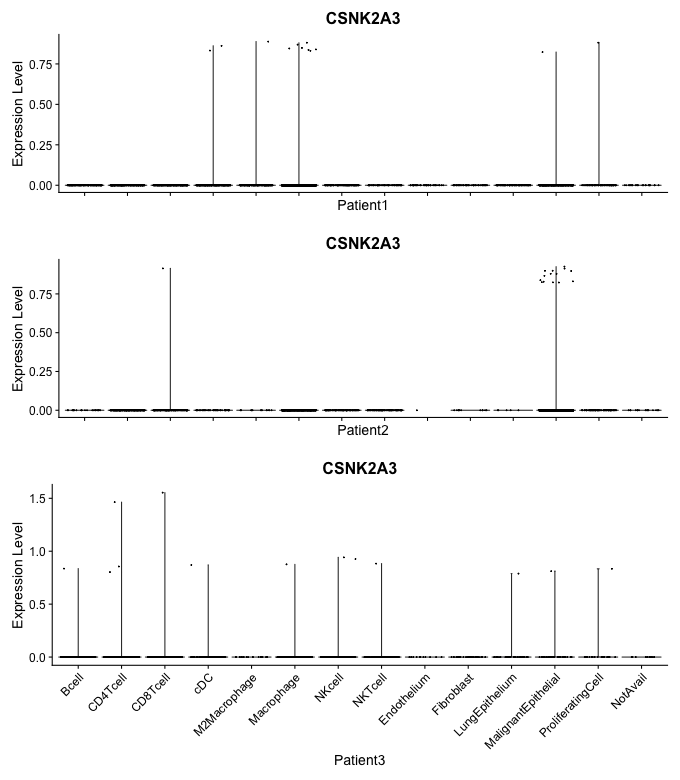 CSNK2A3
Expression Level
0.75
0.50
0.25
0.00
Patient1
CSNK2A3
Expression Level
0.75
0.50
0.25
0.00
Patient2
CSNK2A3
Expression Level
1.5
1.0
0.5
0.0
Bcell
CD4Tcell
CD8Tcell
cDC
M2Macrophage
Macrophage
NKcell
NKTcell
Endothelium
Fibroblast
LungEpithelium
MalignantEpithelial
ProliferatingCell
NotAvail
Patient3